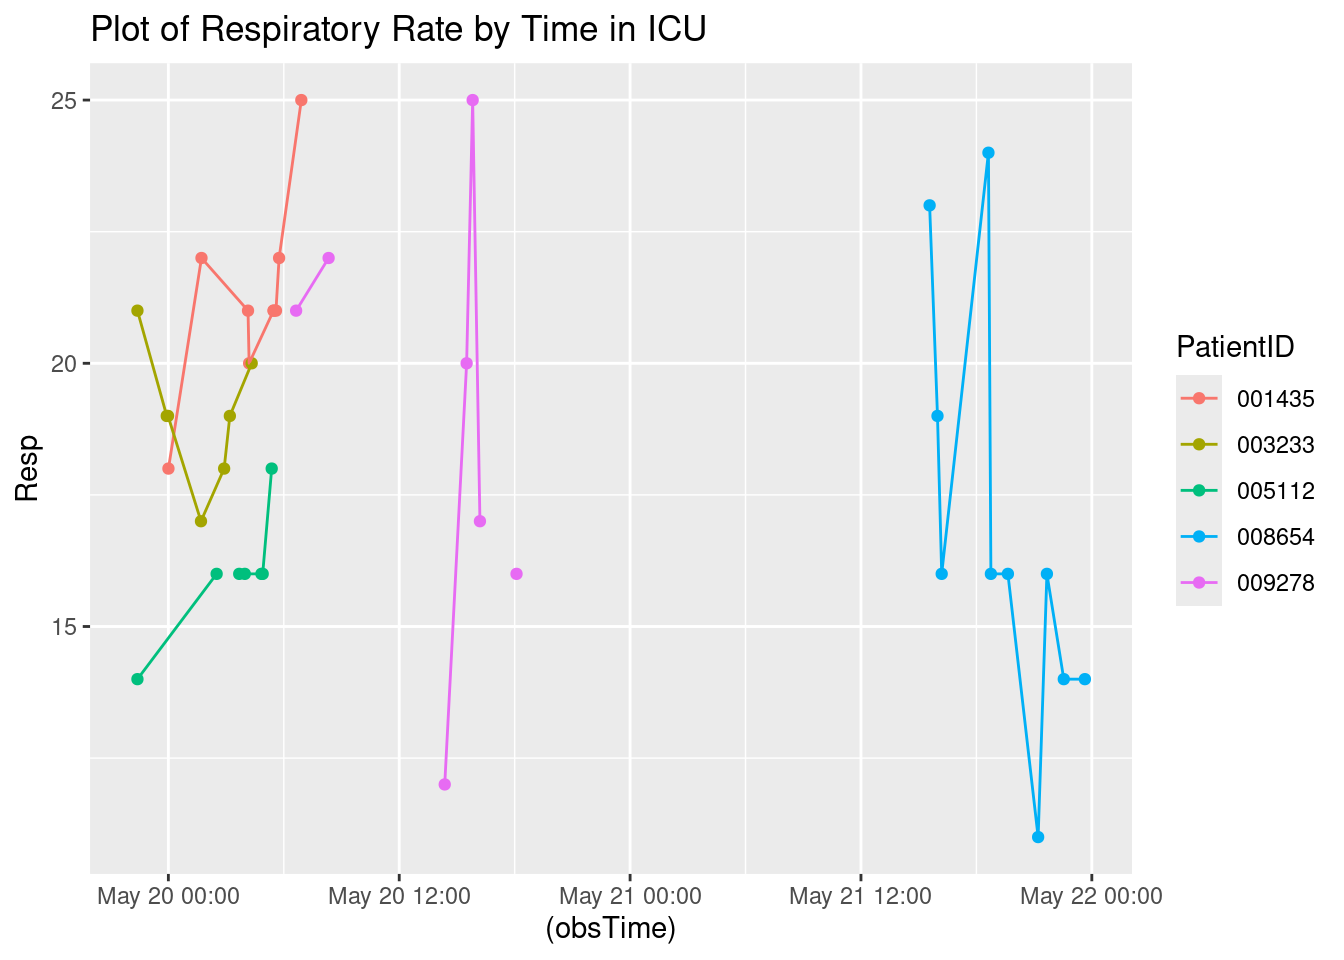 Plot of Respiratory Rate by Time in ICU
25
20
15
Resp
May 20 00:00
May 20 12:00
May 21 00:00
May 21 12:00
May 22 00:00
(obsTime)
PatientID
001435
003233
005112
008654
009278